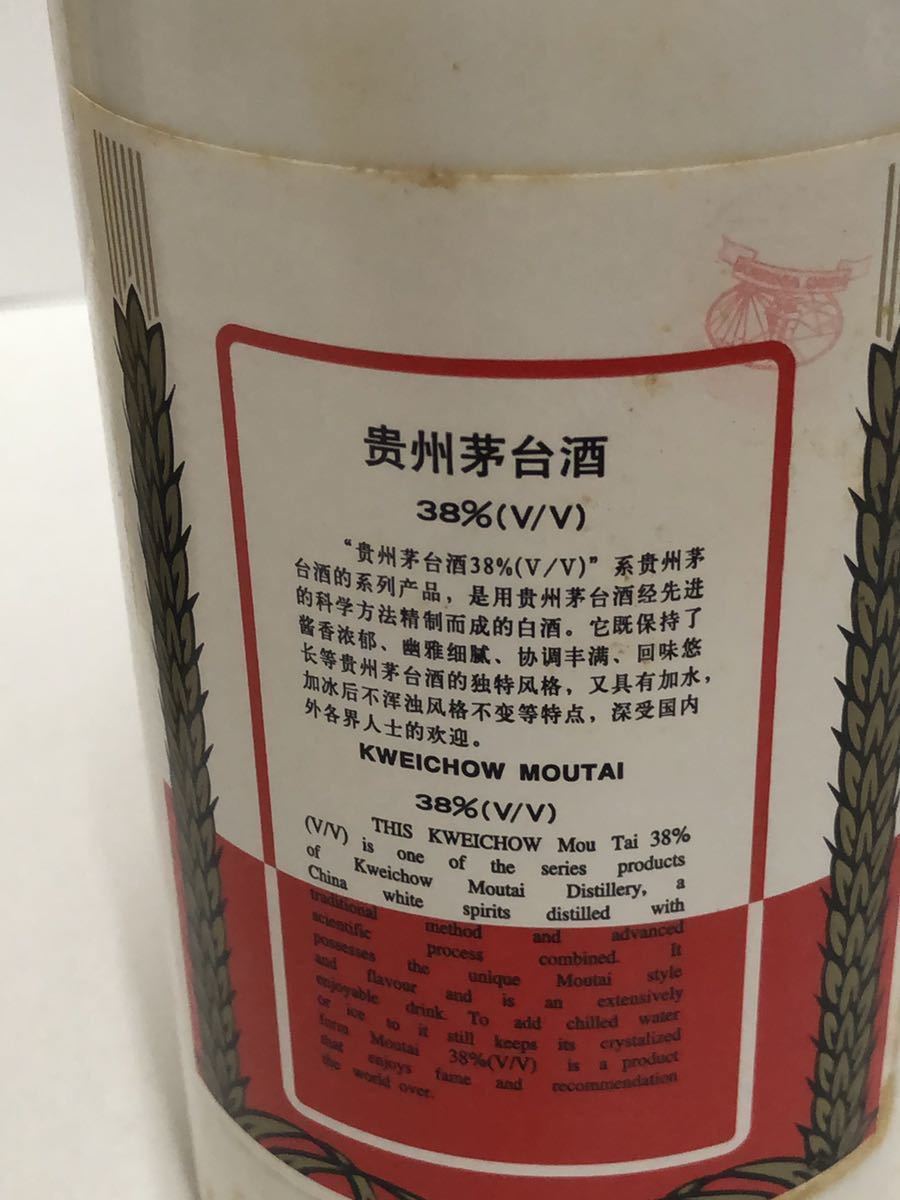 贵州茅台酒
38%(V/V)
“贵州茅台酒38%(V/V)”系贵州茅
台酒的系列产品，是用贵州茅台酒经先进
的科学方法精制而成的白酒。它既保持了
酱香浓郁、幽雅细腻、协调丰满、回味悠
长等贵州茅台酒的独特风格，又具有加水，
加冰后不浑浊风格不变等特点，深受国内
外各界人士的欢迎。
KWEICHOW MOUTAI
38%(V/V)
THIS KWEICHOW Mou Tai 38%
(V/V) is one of the series products
of Kweichow Moutai Distillery, a
China white spirits distilled with
traditional method and advanced
scientific process combined. It
possesses the unique Moutai style
and flavour and is an extensively
enjoyable drink. To add chilled water
or ice to it still keeps its crystalized
form Moutai 38%(V/V) is a product
that enjoys fame and recommendation
the world over.